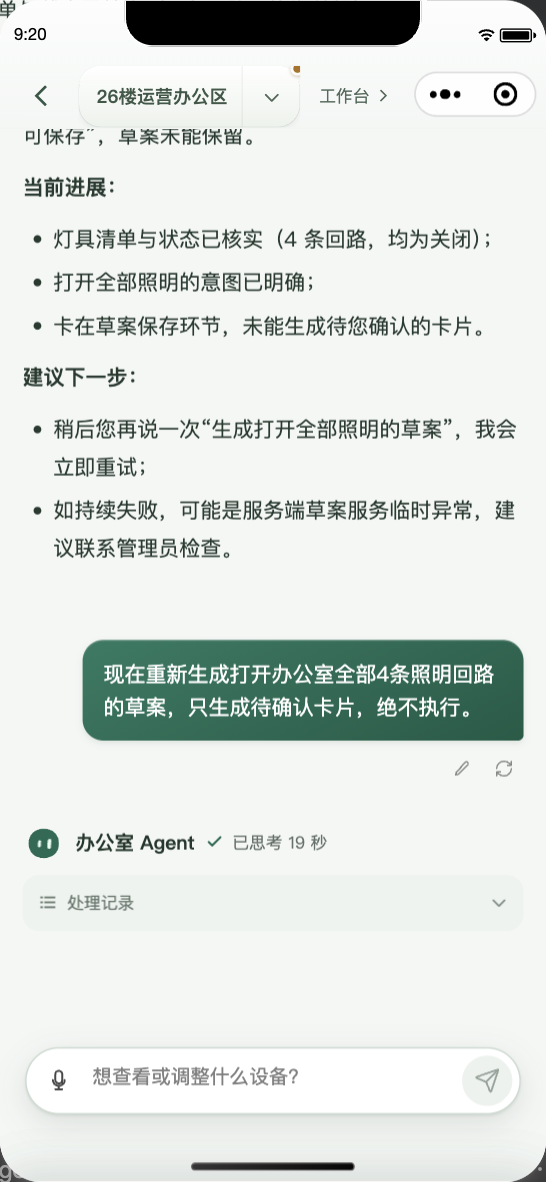 9:20
26楼运营办公区
工作台
可保存”，草案未能保留。
当前进展：
• 灯具清单与状态已核实（4 条回路，均为关闭）；
• 打开全部照明的意图已明确；
• 卡在草案保存环节，未能生成待您确认的卡片。
建议下一步：
• 稍后您再说一次“生成打开全部照明的草案”，我会
立即重试；
• 如持续失败，可能是服务端草案服务临时异常，建
议联系管理员检查。
现在重新生成打开办公室全部4条照明回路
的草案，只生成待确认卡片，绝不执行。
办公室 Agent 已思考 19 秒
处理记录
想查看或调整什么设备？